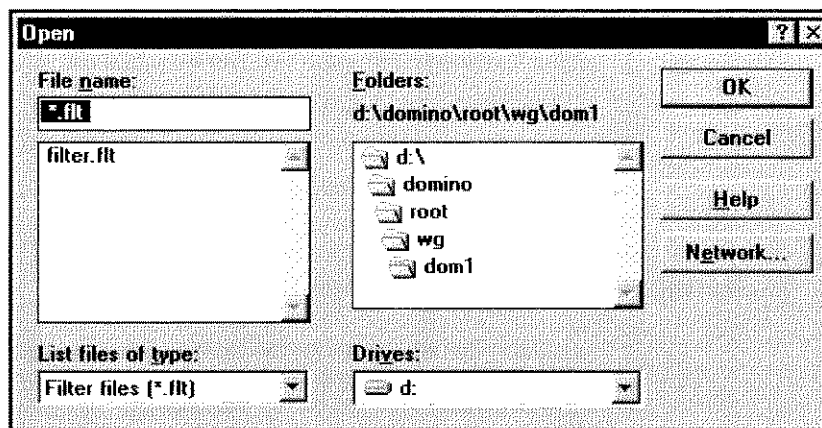 Open
File name:
*.flt
filter.flt
List files of type:
Filter files (*.flt)
Folders:
d:\domino\root\wg\dom1
d:\
domino
root
wg
dom1
Drives:
d:
OK
Cancel
Help
Network...